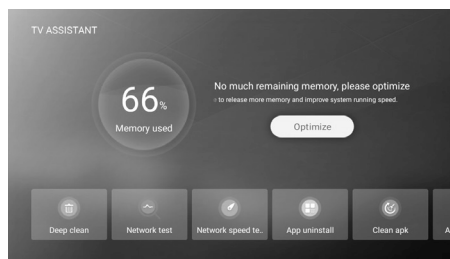 TV ASSISTANT
66%
Memory used
No much remaining memory, please optimize
to release more memory and improve system running speed.
Optimize
Deep clean
Network test
Network speed te..
App uninstall
Clean apk
A